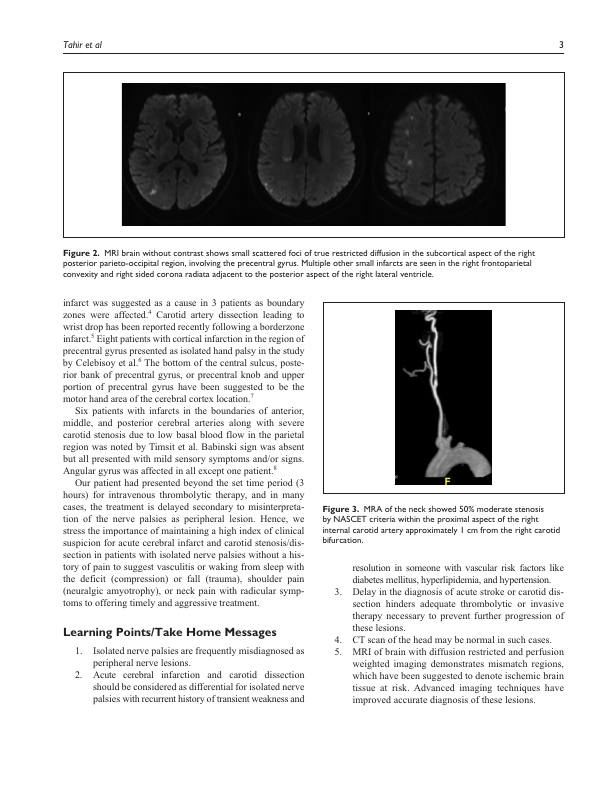 Tahir et al
3
Figure 2. MRI brain without contrast shows small scattered foci of true restricted diffusion in the subcortical aspect of the right
posterior parieto-occipital region, involving the precentral gyrus. Multiple other small infarcts are seen in the right frontoparietal
convexity and right sided corona radiata adjacent to the posterior aspect of the right lateral ventricle.
infarct was suggested as a cause in 3 patients as boundary
zones were affected.4 Carotid artery dissection leading to
wrist drop has been reported recently following a borderzone
infarct.5 Eight patients with cortical infarction in the region of
precentral gyrus presented as isolated hand palsy in the study
by Celebisoy et al.6 The bottom of the central sulcus, poste-
rior bank of precentral gyrus, or precentral knob and upper
portion of precentral gyrus have been suggested to be the
motor hand area of the cerebral cortex location.7
Six patients with infarcts in the boundaries of anterior,
middle, and posterior cerebral arteries along with severe
carotid stenosis due to low basal blood flow in the parietal
region was noted by Timsit et al. Babinski sign was absent
but all presented with mild sensory symptoms and/or signs.
Angular gyrus was affected in all except one patient.8
Our patient had presented beyond the set time period (3
hours) for intravenous thrombolytic therapy, and in many
cases, the treatment is delayed secondary to misinterpreta-
tion of the nerve palsies as peripheral lesion. Hence, we
stress the importance of maintaining a high index of clinical
suspicion for acute cerebral infarct and carotid stenosis/dis-
section in patients with isolated nerve palsies without a his-
tory of pain to suggest vasculitis or waking from sleep with
the deficit (compression) or fall (trauma), shoulder pain
(neuralgic amyotrophy), or neck pain with radicular symp-
toms to offering timely and aggressive treatment.
Learning Points/Take Home Messages
1. Isolated nerve palsies are frequently misdiagnosed as
peripheral nerve lesions.
2. Acute cerebral infarction and carotid dissection
should be considered as differential for isolated nerve
palsies with recurrent history of transient weakness and
F
Figure 3. MRA of the neck showed 50% moderate stenosis
by NASCET criteria within the proximal aspect of the right
internal carotid artery approximately 1 cm from the right carotid
bifurcation.
resolution in someone with vascular risk factors like
diabetes mellitus, hyperlipidemia, and hypertension.
3. Delay in the diagnosis of acute stroke or carotid dis-
section hinders adequate thrombolytic or invasive
therapy necessary to prevent further progression of
these lesions.
4. CT scan of the head may be normal in such cases.
5. MRI of brain with diffusion restricted and perfusion
weighted imaging demonstrates mismatch regions,
which have been suggested to denote ischemic brain
tissue at risk. Advanced imaging techniques have
improved accurate diagnosis of these lesions.